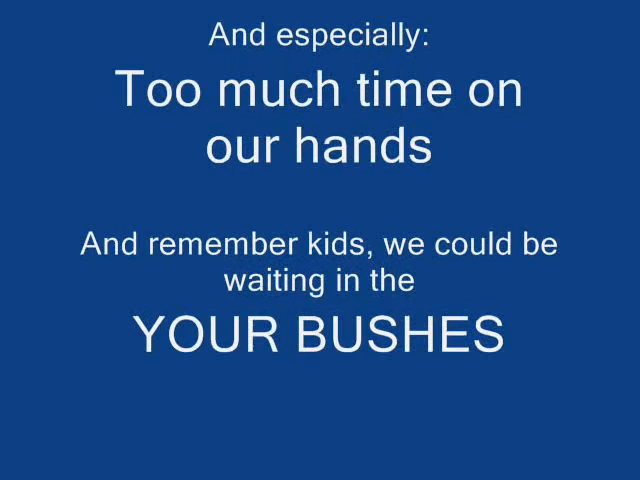 And especially:
Too much time on
our hands
And remember kids, we could be
waiting in the
YOUR BUSHES